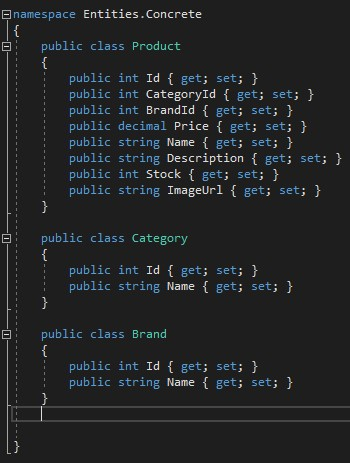 namespace Entities.Concrete
{
    public class Product
    {
        public int Id { get; set; }
        public int CategoryId { get; set; }
        public int BrandId { get; set; }
        public decimal Price { get; set; }
        public string Name { get; set; }
        public string Description { get; set; }
        public int Stock { get; set; }
        public string ImageUrl { get; set; }
    }
    public class Category
    {
        public int Id { get; set; }
        public string Name { get; set; }
    }
    public class Brand
    {
        public int Id { get; set; }
        public string Name { get; set; }
    }
}